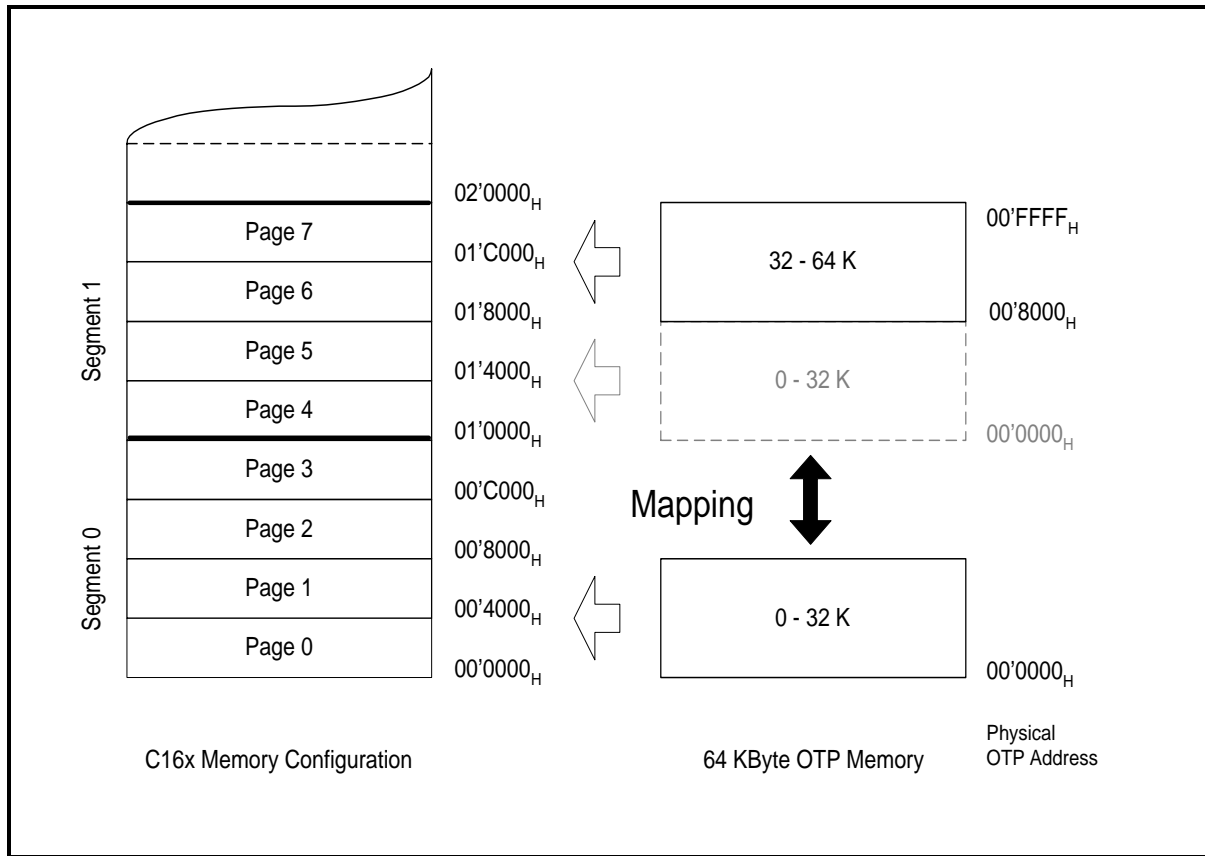 02'0000H
Page 7
01'C000H
Page 6
01'8000H
Page 5
01'4000H
Page 4
01'0000H
Page 3
00'C000H
Page 2
00'8000H
Page 1
00'4000H
Page 0
00'0000H
Segment 1
Segment 0
C16x Memory Configuration
00'FFFFH
32 - 64 K
00'8000H
0 - 32 K
00'0000H
Mapping
0 - 32 K
00'0000H
64 KByte OTP Memory
Physical
OTP Address